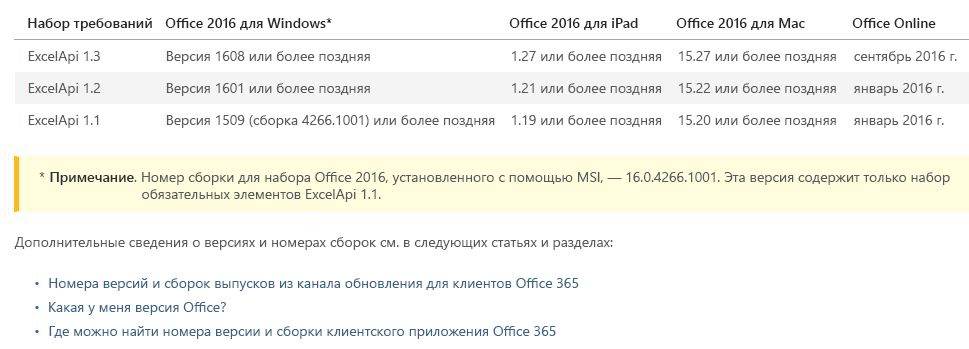 Набор требований Office 2016 для Windows* Office 2016 для iPad Office 2016 для Mac Office Online
ExcelApi 1.3 Версия 1608 или более поздняя 1.27 или более поздняя 15.27 или более поздняя сентябрь 2016 г.
ExcelApi 1.2 Версия 1601 или более поздняя 1.21 или более поздняя 15.22 или более поздняя январь 2016 г.
ExcelApi 1.1 Версия 1509 (сборка 4266.1001) или более поздняя 1.19 или более поздняя 15.20 или более поздняя январь 2016 г.
* Примечание. Номер сборки для набора Office 2016, установленного с помощью MSI, — 16.0.4266.1001. Эта версия содержит только набор
обязательных элементов ExcelApi 1.1.
Дополнительные сведения о версиях и номерах сборок см. в следующих статьях и разделах:
• Номера версий и сборок выпусков из канала обновления для клиентов Office 365
• Какая у меня версия Office?
• Где можно найти номера версии и сборки клиентского приложения Office 365